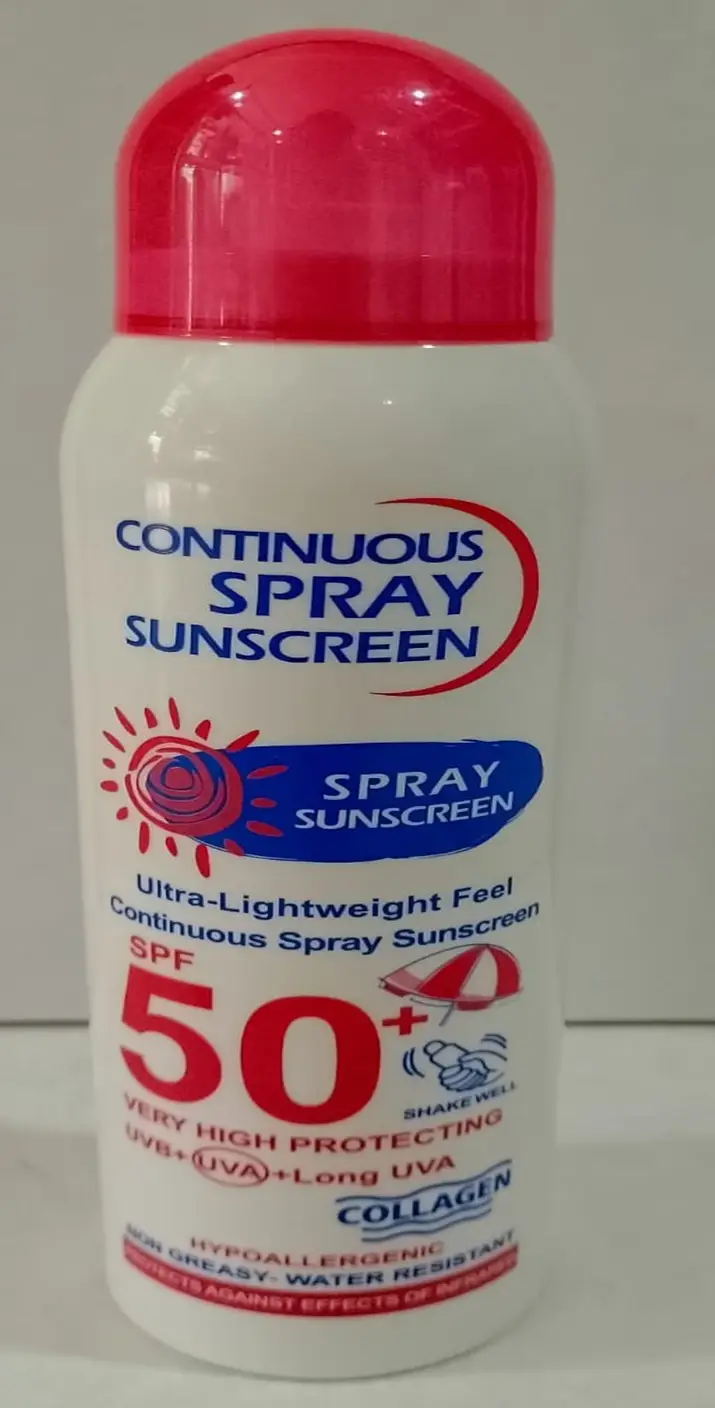 CONTINUOUS
SPRAY
SUNSCREEN
SPRAY
SUNSCREEN
Ultra-Lightweight Feel
Continuous Spray Sunscreen
SPF
50+
SHAKE WELL
VERY HIGH PROTECTING
UVB+UVA+Long UVA
COLLAGEN
HYPOALLERGENIC
NON GREASY- WATER RESISTANT
PROTECTS AGAINST EFFECTS OF INFRARED